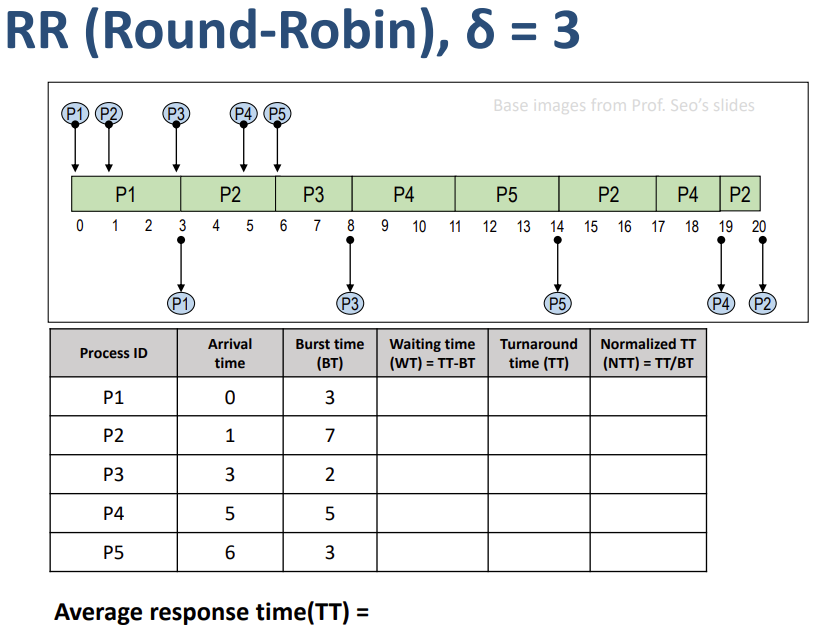 RR (Round-Robin), δ = 3
Base images from Prof. Seo's slides
P1 P2 P3 P4 P5
P1 P2 P3 P4 P5 P2 P4 P2
0 1 2 3 4 5 6 7 8 9 10 11 12 13 14 15 16 17 18 19 20
P1 P3 P5 P4 P2
Process ID Arrival time Burst time (BT) Waiting time (WT) = TT-BT Turnaround time (TT) Normalized TT (NTT) = TT/BT
P1 0 3
P2 1 7
P3 3 2
P4 5 5
P5 6 3
Average response time(TT) =